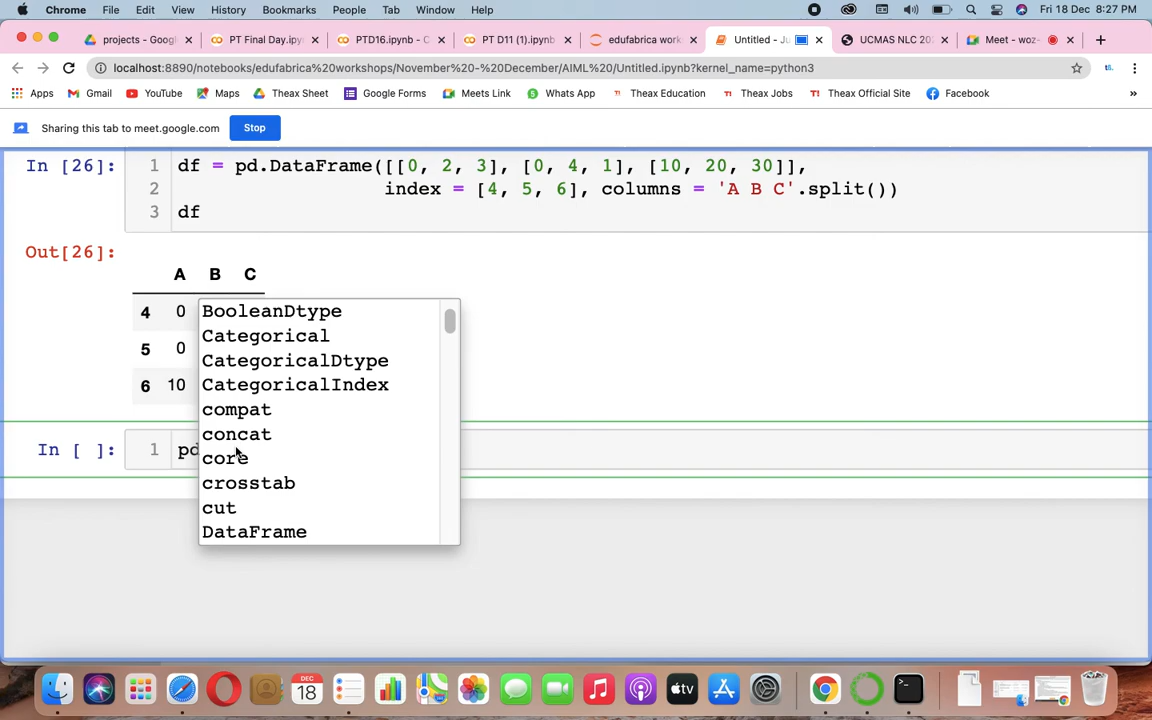 Chrome File Edit View History Bookmarks People Tab Window Help Fri 18 Dec 8:27 PM
projects - Google PT Final Day.ipy PTD16.ipynb - C PT D11 (1).ipynb edufabrica work Untitled - Ju UCMAS NLC 202 Meet - woz-
localhost:8890/notebooks/edufabrica%20workshops/November%20-%20December/AIML%20/Untitled.ipynb?kernel_name=python3
Apps Gmail YouTube Maps Theax Sheet Google Forms Meets Link Whats App Theax Education Theax Jobs Theax Official Site Facebook »
Sharing this tab to meet.google.com Stop
In [26]: 1 df = pd.DataFrame([[0, 2, 3], [0, 4, 1], [10, 20, 30]],
2 index = [4, 5, 6], columns = 'A B C'.split())
3 df
Out[26]:
A B C
4 0
5 0
6 10
BooleanDtype
Categorical
CategoricalDtype
CategoricalIndex
compat
concat
core
crosstab
cut
DataFrame
In [ ]: 1 pd
DEC
18